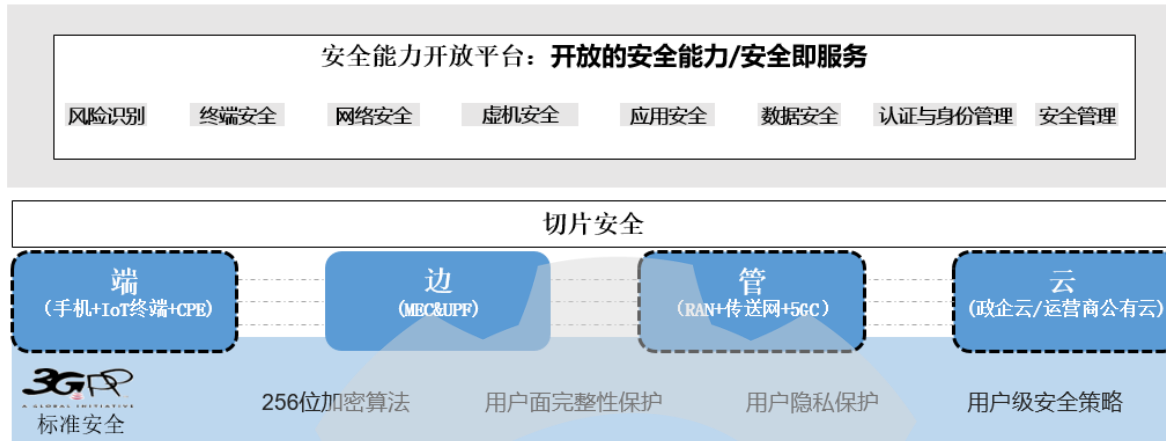 安全能力开放平台：开放的安全能力/安全即服务
风险识别 终端安全 网络安全 虚机安全 应用安全 数据安全 认证与身份管理 安全管理
切片安全
端 边 管 云
(手机+IoT终端+CPE) (MEC&UPF) (RAN+传送网+5GC) (政企云/运营商公有云)
3GPP
A GLOBAL INITIATIVE
256位加密算法 用户面完整性保护 用户隐私保护 用户级安全策略
标准安全